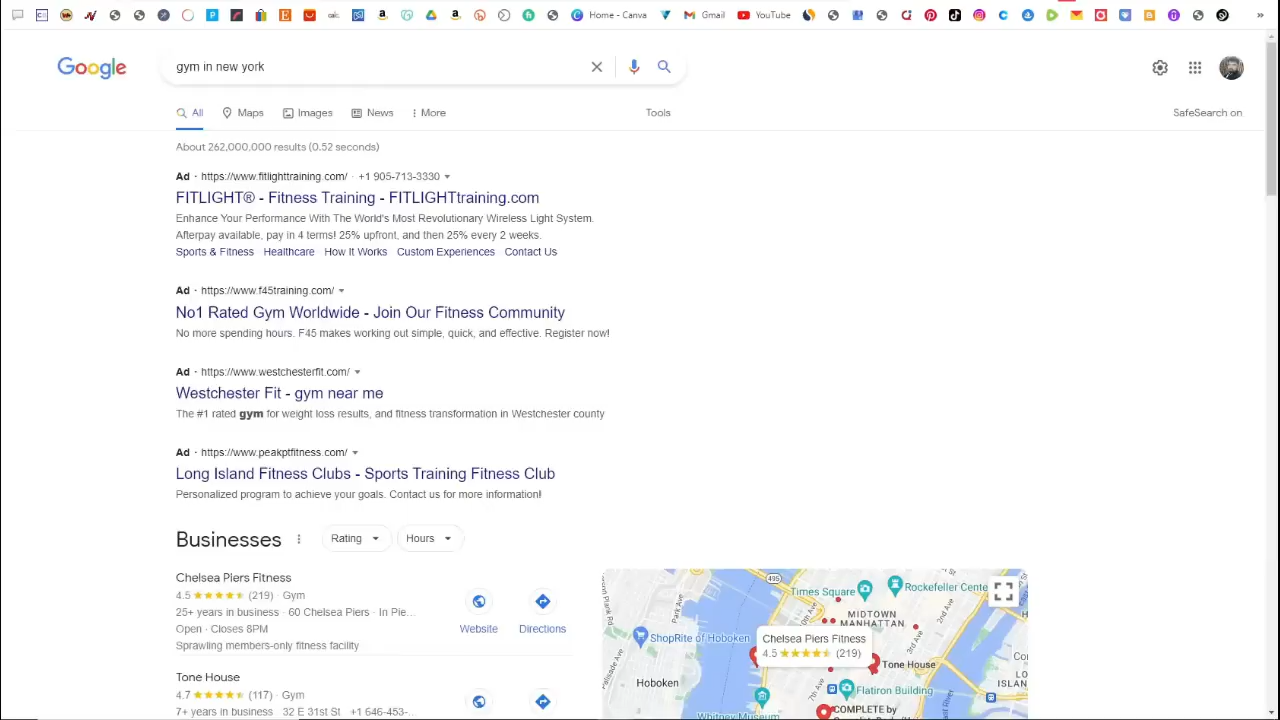 Home - Canva
Gmail
YouTube
»
Google
gym in new york
All
Maps
Images
News
More
Tools
SafeSearch on
About 262,000,000 results (0.52 seconds)
Ad · https://www.fitlighttraining.com/ · +1 905-713-3330
FITLIGHT® - Fitness Training - FITLIGHTtraining.com
Enhance Your Performance With The World's Most Revolutionary Wireless Light System.
Afterpay available, pay in 4 terms! 25% upfront, and then 25% every 2 weeks.
Sports & Fitness Healthcare How It Works Custom Experiences Contact Us
Ad · https://www.f45training.com/
No1 Rated Gym Worldwide - Join Our Fitness Community
No more spending hours. F45 makes working out simple, quick, and effective. Register now!
Ad · https://www.westchesterfit.com/
Westchester Fit - gym near me
The #1 rated gym for weight loss results, and fitness transformation in Westchester county
Ad · https://www.peakptfitness.com/
Long Island Fitness Clubs - Sports Training Fitness Club
Personalized program to achieve your goals. Contact us for more information!
Businesses
Rating
Hours
Chelsea Piers Fitness
4.5 (219) · Gym
25+ years in business · 60 Chelsea Piers · In Pie...
Open · Closes 8PM
Sprawling members-only fitness facility
Website
Directions
Tone House
4.7 (117) · Gym
7+ years in business · 32 E 31st St · +1 646-453-...
495
Times Square
Rockefeller Cente
MIDTOWN
MANHATTAN
Park Ave
3rd Ave
7th Ave
ShopRite of Hoboken
Chelsea Piers Fitness
4.5 (219)
Tone House
Hoboken
Flatiron Building
LONG
ISLAND
COMPLETE by
Whitney Museum